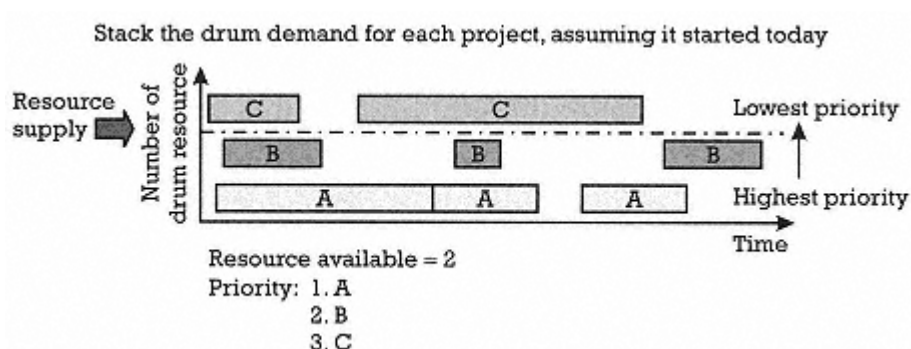 Stack the drum demand for each project, assuming it started today
Resource
supply
Number of
drum resource
C
C
Lowest priority
B
B
B
A
A
A
Highest priority
Time
Resource available = 2
Priority: 1. A
2. B
3. C